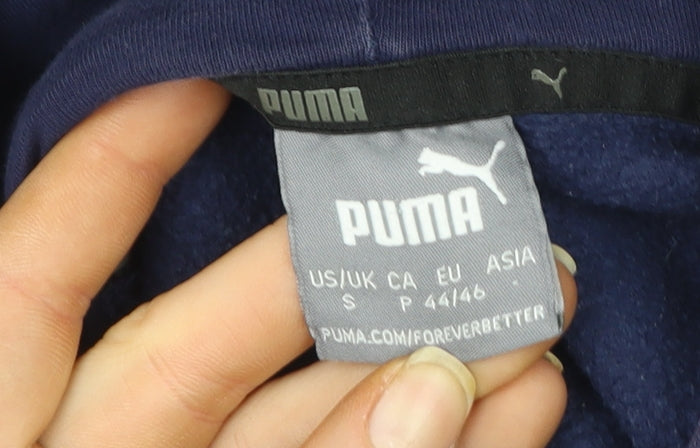 PUMA
PUMA
US/UK CA EU ASIA
S P 44/46 -
PUMA.COM/FOREVERBETTER